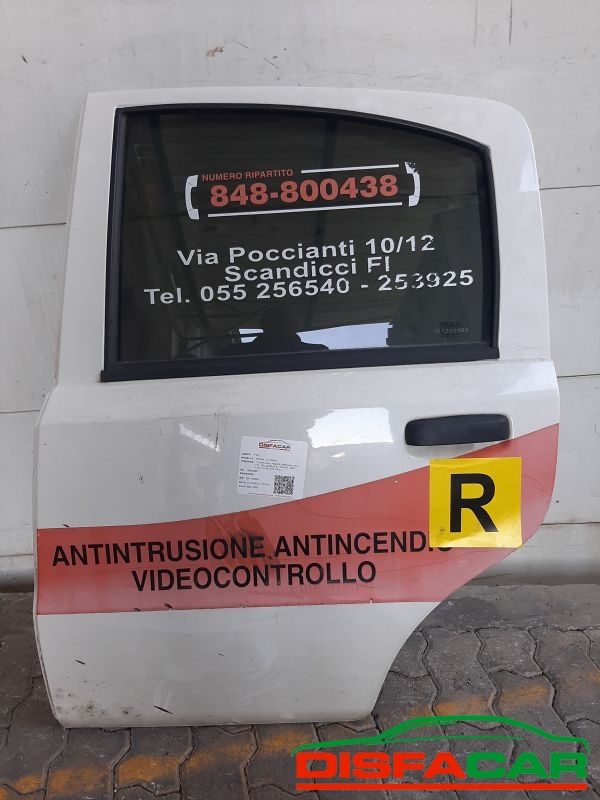 NUMERO RIPARTITO
848-800438
Via Poccianti 10/12
Scandicci FI
Tel. 055 256540 - 253925
DISFACAR
R
ANTINTRUSIONE ANTINCENDIO
VIDEOCONTROLLO
DISFACAR